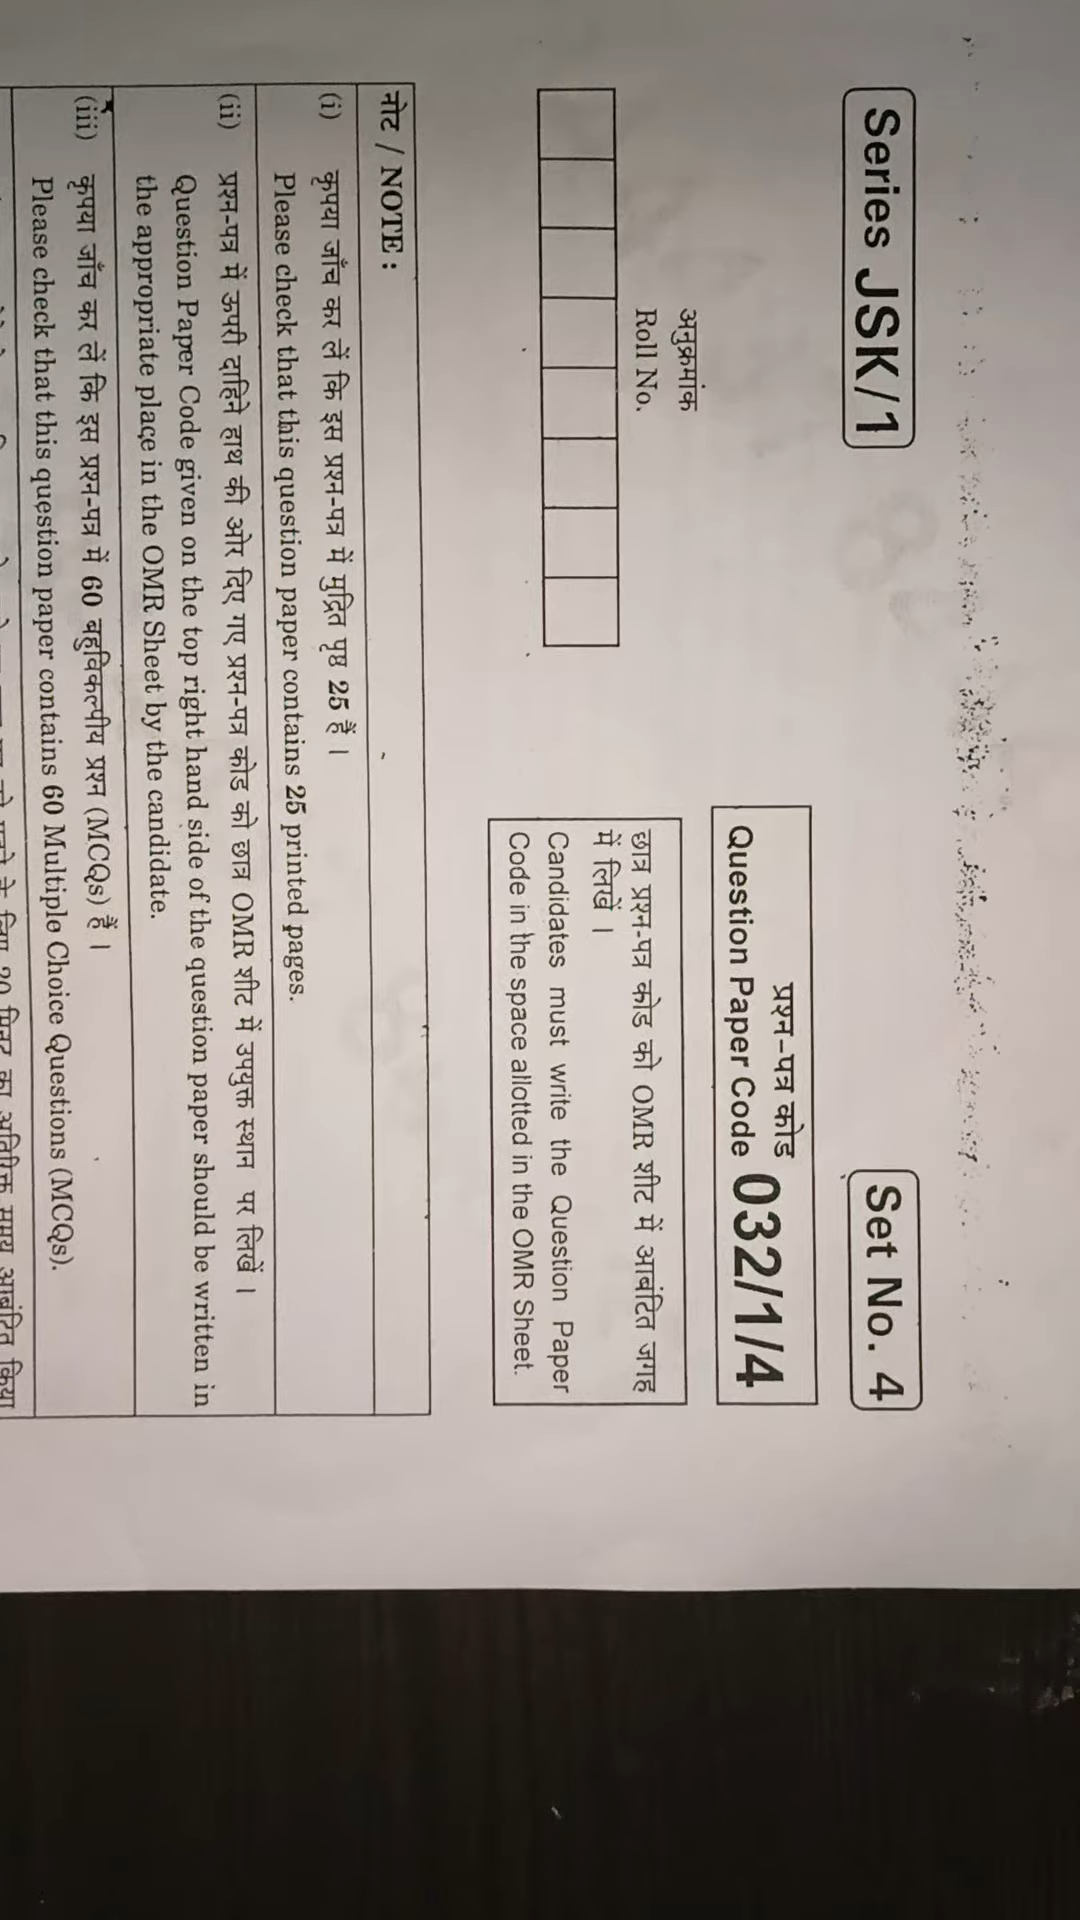 Series JSK/1
Set No. 4
प्रश्न-पत्र कोड
Question Paper Code 032/1/4
अनुक्रमांक
Roll No.
छात्र प्रश्न-पत्र कोड को OMR शीट में आबंटित जगह
में लिखें ।
Candidates must write the Question Paper
Code in the space allotted in the OMR Sheet.
नोट / NOTE :
(i) कृपया जाँच कर लें कि इस प्रश्न-पत्र में मुद्रित पृष्ठ 25 हैं ।
Please check that this question paper contains 25 printed pages.
(ii) प्रश्न-पत्र में ऊपरी दाहिने हाथ की ओर दिए गए प्रश्न-पत्र कोड को छात्र OMR शीट में उपयुक्त स्थान पर लिखें ।
Question Paper Code given on the top right hand side of the question paper should be written in
the appropriate place in the OMR Sheet by the candidate.
(iii) कृपया जाँच कर लें कि इस प्रश्न-पत्र में 60 बहुविकल्पीय प्रश्न (MCQs) हैं ।
Please check that this question paper contains 60 Multiple Choice Questions (MCQs).
के लिए 20 मिनट का अतिरिक्त समय आबंटित किया